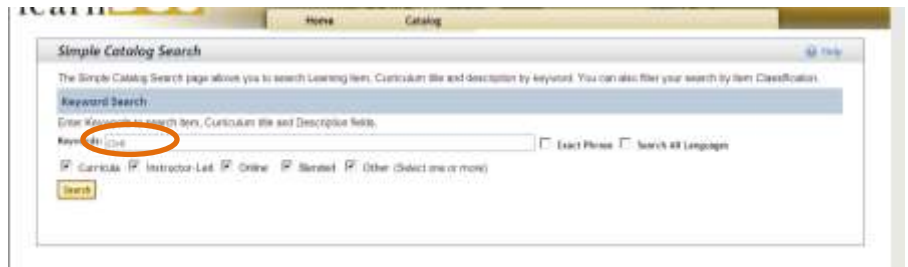 learn
Home Catalog
Simple Catalog Search
Help
The Simple Catalog Search page allows you to search Learning Item, Curriculum title and description by keyword. You can also filter your search by Item Classification.
Keyword Search
Enter Keywords to search Item, Curriculum title and Description fields.
Keywords:
Exact Phrase Search All Languages
Curricula Instructor-Led Online Blended Other (Select one or more)
Search